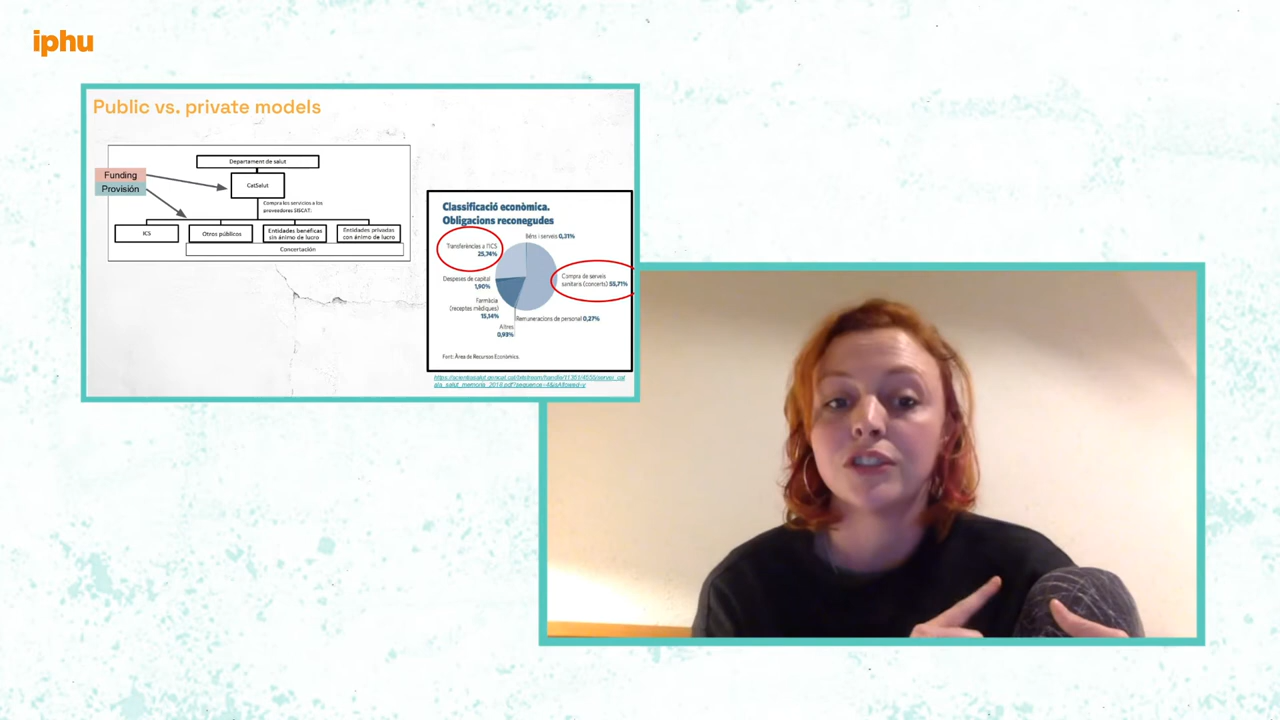 iphu
Public vs. private models
Departament de salut
Funding
Provisión
CatSalut
Compra los servicios a los
proveedores SISCAT:
ICS
Otros públicos
Entidades benéficas
sin ánimo de lucro
Entidades privadas
con ánimo de lucro
Concertación
Classificació econòmica.
Obligacions reconegudes
Béns i serveis 0,31%
Transferències a l'ICS
25,74%
Compra de serveis
sanitaris (concerts) 55,71%
Despeses de capital
1,90%
Farmàcia
(receptes mèdiques)
15,14%
Remuneracions de personal 0,27%
Altres
0,93%
Font: Àrea de Recursos Econòmics.